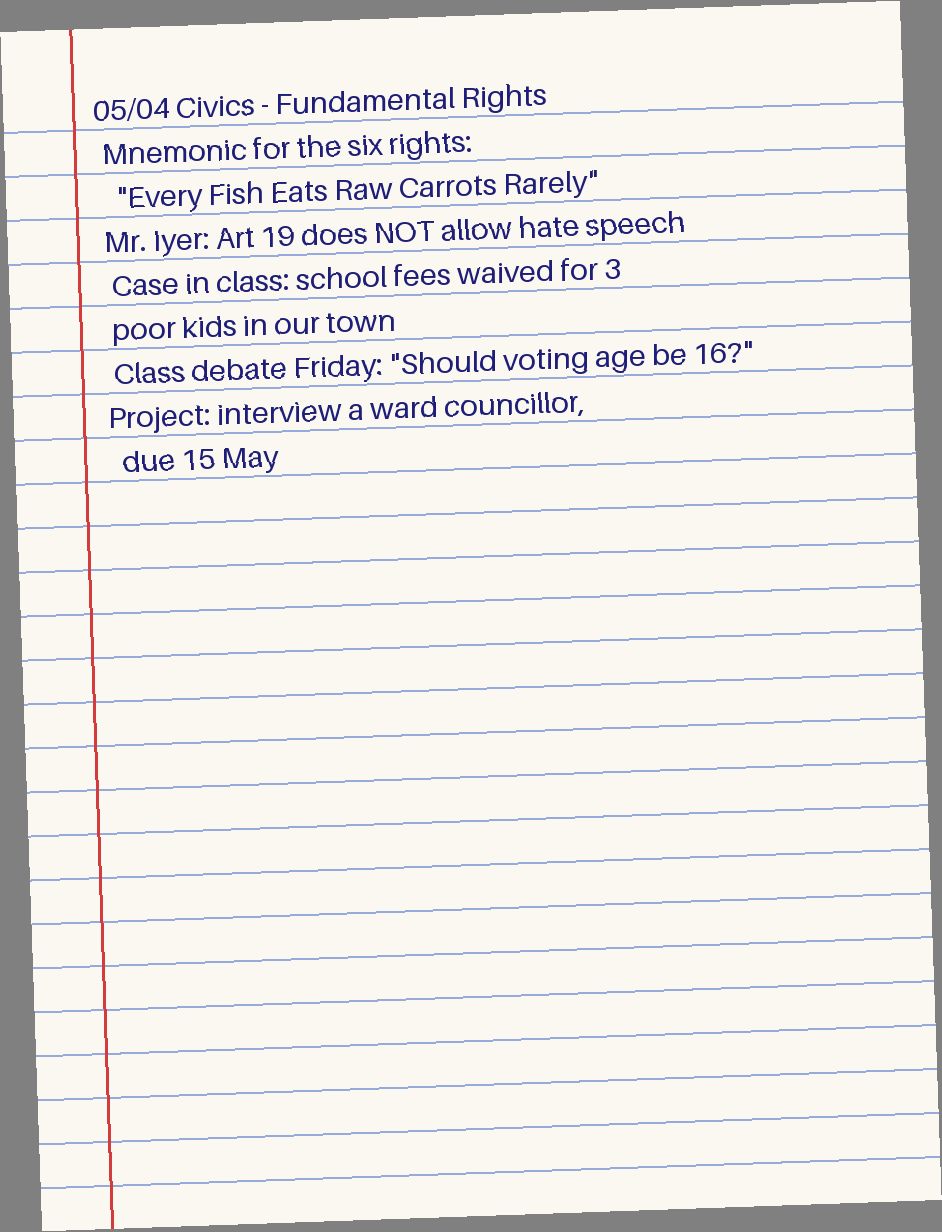 05/04 Civics - Fundamental Rights
Mnemonic for the six rights:
"Every Fish Eats Raw Carrots Rarely"
Mr. Iyer: Art 19 does NOT allow hate speech
Case in class: school fees waived for 3
poor kids in our town
Class debate Friday: "Should voting age be 16?"
Project: interview a ward councillor,
due 15 May